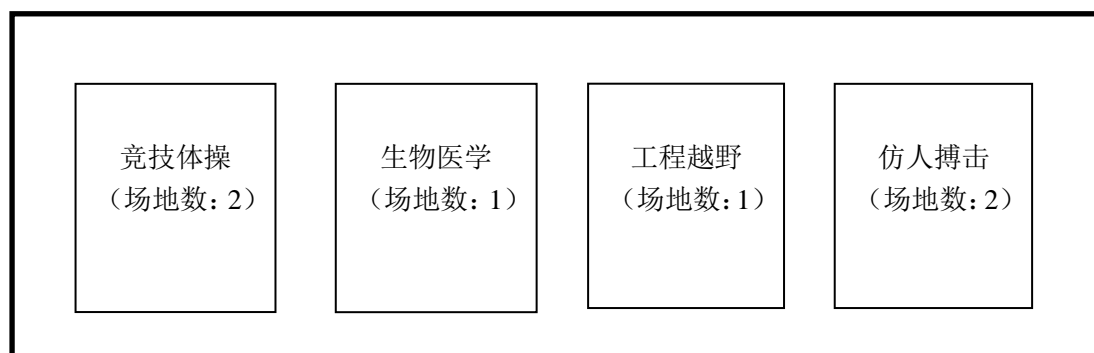 竞技体操
（场地数：2）
生物医学
（场地数：1）
工程越野
（场地数：1）
仿人搏击
（场地数：2）